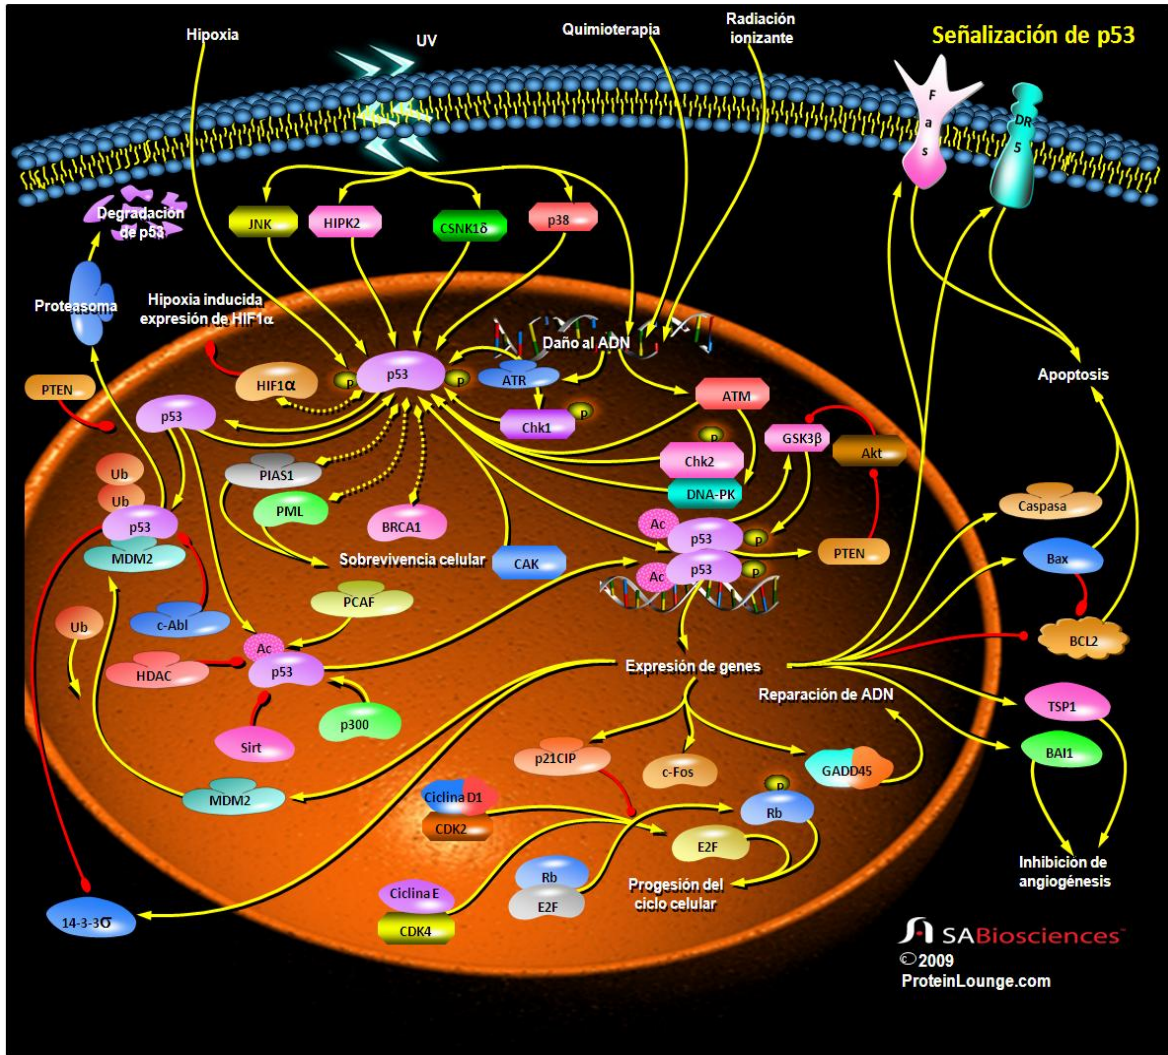 Hipoxia
UV
Quimioterapia
Radiación
ionizante
Señalización de p53
Fas
DR
5
Degradación
de p53
JNK
HIPK2
CSNK1δ
p38
Proteasoma
Hipoxia inducida
expresión de HIF1α
Daño al ADN
Apoptosis
PTEN
HIF1α
p
p53
p
ATR
ATM
p53
Chk1
p
GSK3β
Akt
p
Chk2
Ub
PIAS1
DNA-PK
Ub
PML
BRCA1
Caspasa
p53
Ac
p53
p
MDM2
Sobrevivencia celular
CAK
PTEN
Bax
Ac
p53
p
PCAF
c-Abl
Ub
BCL2
Ac
HDAC
p53
Expresión de genes
Reparación de ADN
TSP1
p300
Sirt
BAI1
p21CIP
c-Fos
GADD45
MDM2
Ciclina D1
CDK2
p
Rb
E2F
Rb
E2F
Progesión del
ciclo celular
Inhibición de
angiogénesis
Ciclina E
CDK4
14-3-3σ
SABiosciences™
©2009
ProteinLounge.com